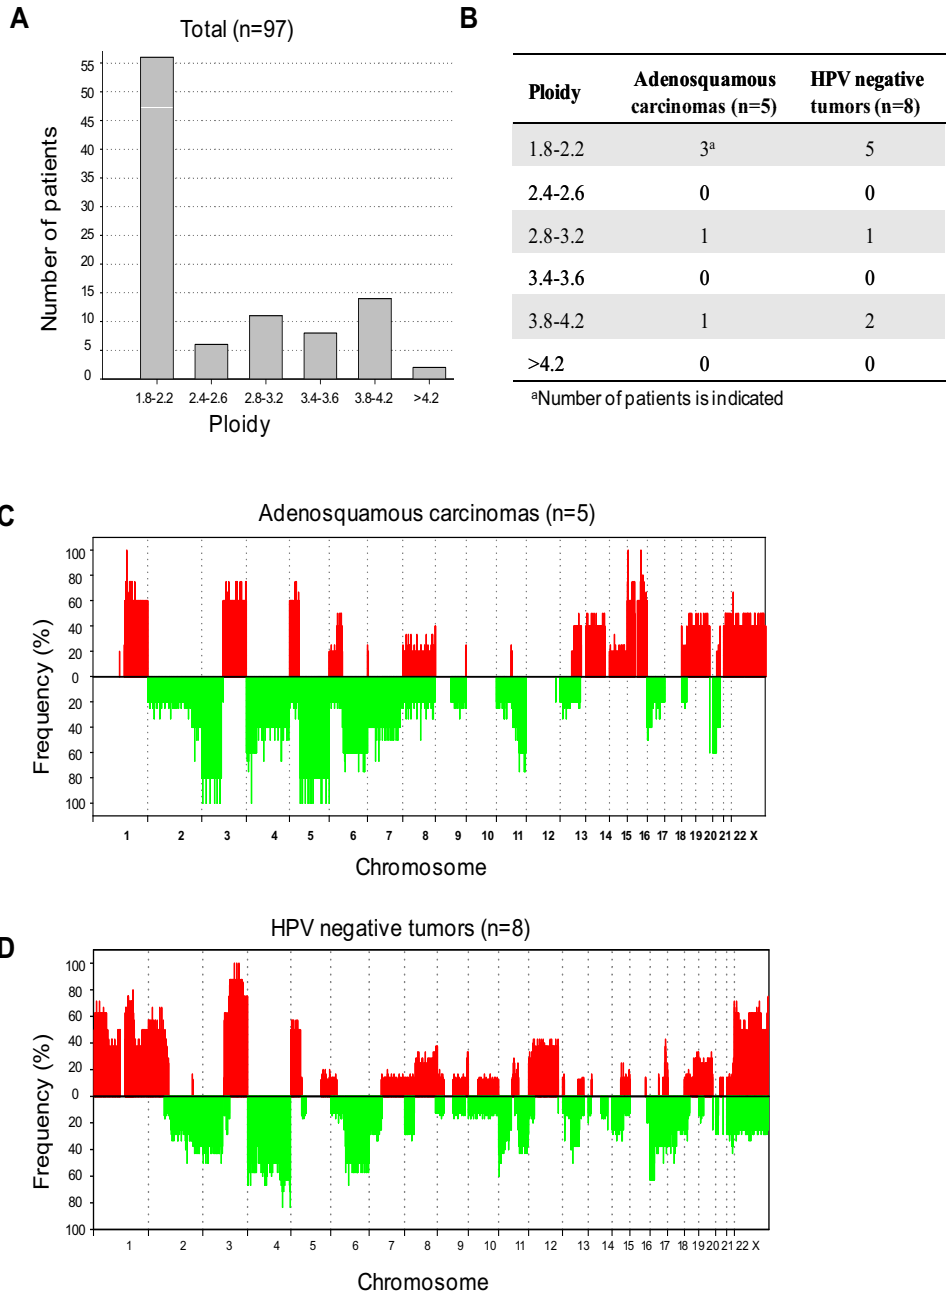 A
Total (n=97)
Number of patients
55
50
45
40
35
30
25
20
15
10
5
0
1.8-2.2 2.4-2.6 2.8-3.2 3.4-3.6 3.8-4.2 >4.2
Ploidy
B
Ploidy Adenosquamous carcinomas (n=5) HPV negative tumors (n=8)
1.8-2.2 3ᵃ 5
2.4-2.6 0 0
2.8-3.2 1 1
3.4-3.6 0 0
3.8-4.2 1 2
>4.2 0 0
ᵃNumber of patients is indicated
C
Adenosquamous carcinomas (n=5)
Frequency (%)
100
80
60
40
20
0
20
40
60
80
100
1 2 3 4 5 6 7 8 9 10 11 12 13 14 15 16 17 18 19 20 21 22 X
Chromosome
D
HPV negative tumors (n=8)
Frequency (%)
100
80
60
40
20
0
20
40
60
80
100
1 2 3 4 5 6 7 8 9 10 11 12 13 14 15 16 17 18 19 20 21 22 X
Chromosome